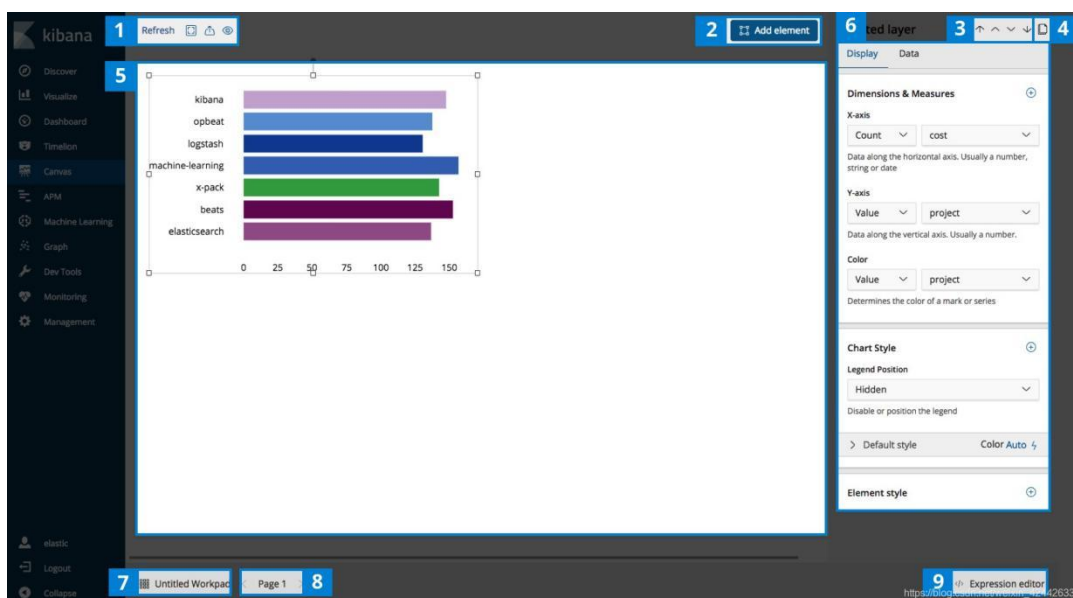 kibana
1
Refresh
2
Add element
6
ted layer
3
4
Discover
Visualize
Dashboard
Timelion
Canvas
APM
Machine Learning
Graph
Dev Tools
Monitoring
Management
elastic
Logout
Collapse
5
kibana
opbeat
logstash
machine-learning
x-pack
beats
elasticsearch
0 25 50 75 100 125 150
Display Data
Dimensions & Measures
X-axis
Count cost
Data along the horizontal axis. Usually a number,
string or date
Y-axis
Value project
Data along the vertical axis. Usually a number.
Color
Value project
Determines the color of a mark or series
Chart Style
Legend Position
Hidden
Disable or position the legend
Default style Color Auto
Element style
7
Untitled Workpad
8
Page 1
9
</> Expression editor